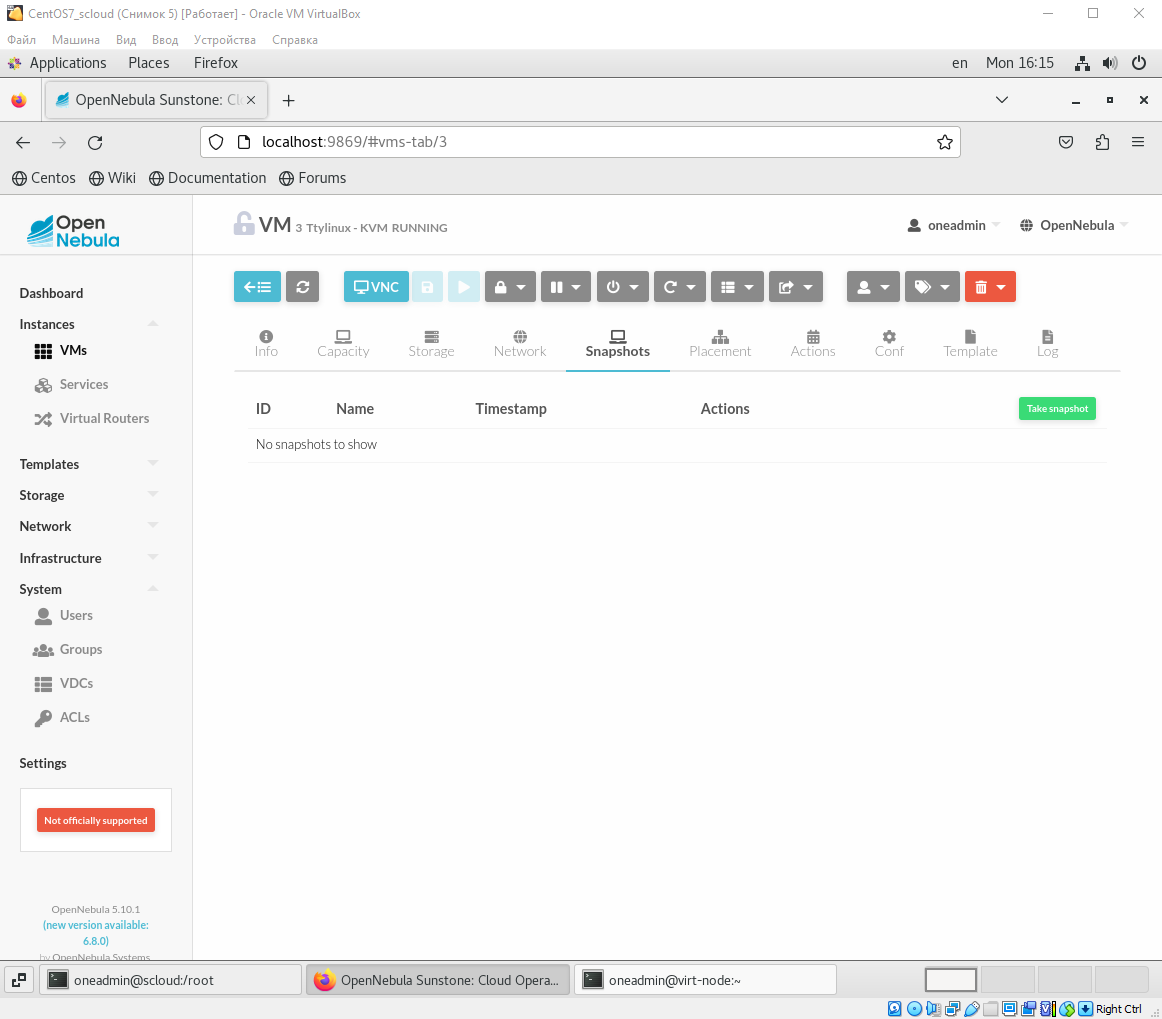 CentOS7_scloud (Снимок 5) [Работает] - Oracle VM VirtualBox
Файл Машина Вид Ввод Устройства Справка
Applications Places Firefox en Mon 16:15
OpenNebula Sunstone: Clo
localhost:9869/#vms-tab/3
Centos Wiki Documentation Forums
Open
Nebula
VM 3 Ttylinux - KVM RUNNING
oneadmin OpenNebula
VNC
Dashboard
Instances
VMs
Services
Virtual Routers
Templates
Storage
Network
Infrastructure
System
Users
Groups
VDCs
ACLs
Settings
Not officially supported
OpenNebula 5.10.1
(new version available:
6.8.0)
by OpenNebula Systems
Info Capacity Storage Network Snapshots Placement Actions Conf Template Log
ID Name Timestamp Actions Take snapshot
No snapshots to show
oneadmin@scloud:/root OpenNebula Sunstone: Cloud Opera... oneadmin@virt-node:~
Right Ctrl